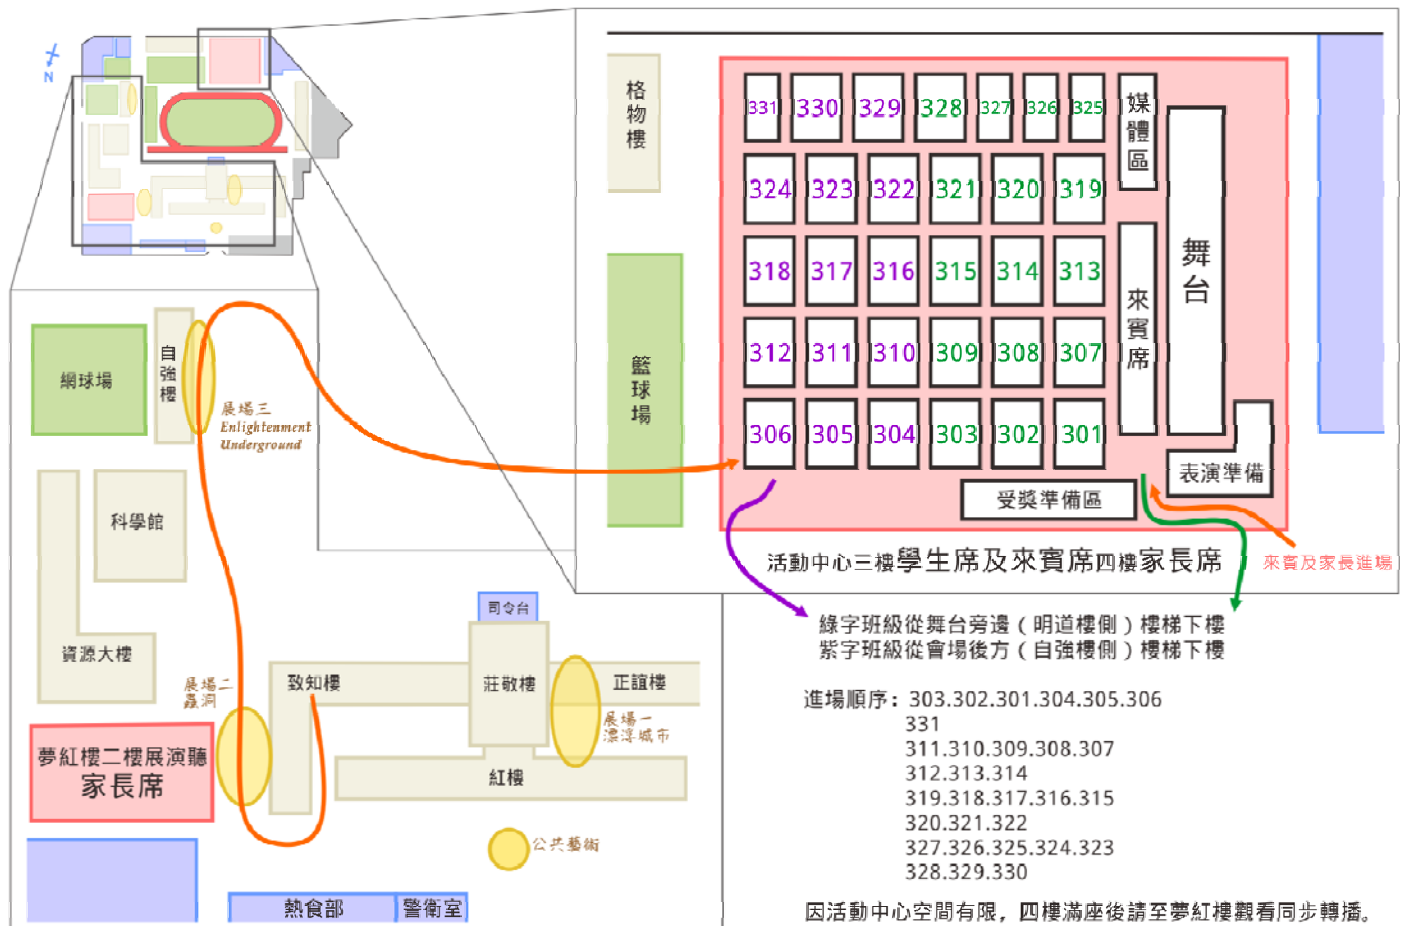 N
331 330 329 328 327 326 325
324 323 322 321 320 319
318 317 316 315 314 313
312 311 310 309 308 307
306 305 304 303 302 301
格物樓
籃球場
媒體區
來賓席
舞台
表演準備
受獎準備區
活動中心三樓學生席及來賓席四樓家長席
來賓及家長進場
網球場
自強樓
展場三
Enlightenment
Underground
科學館
資源大樓
展場二
蟲洞
致知樓
司令台
莊敬樓
正誼樓
展場一
漂浮城市
紅樓
夢紅樓二樓展演聽
家長席
公共藝術
熱食部
警衛室
綠字班級從舞台旁邊（明道樓側）樓梯下樓
紫字班級從會場後方（自強樓側）樓梯下樓
進場順序：303.302.301.304.305.306
331
311.310.309.308.307
312.313.314
319.318.317.316.315
320.321.322
327.326.325.324.323
328.329.330
因活動中心空間有限，四樓滿座後請至夢紅樓觀看同步轉播。